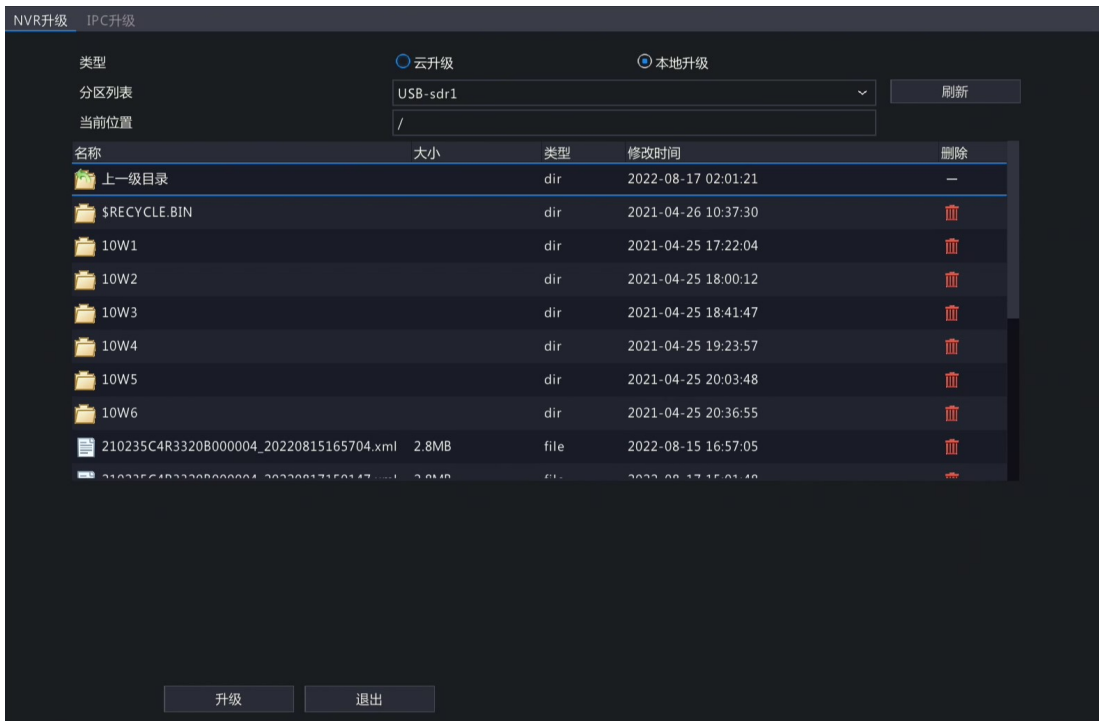 NVR升级 IPC升级
类型 云升级 本地升级
分区列表 USB-sdr1 刷新
当前位置 /
名称 大小 类型 修改时间 删除
上一级目录 dir 2022-08-17 02:01:21 —
$RECYCLE.BIN dir 2021-04-26 10:37:30
10W1 dir 2021-04-25 17:22:04
10W2 dir 2021-04-25 18:00:12
10W3 dir 2021-04-25 18:41:47
10W4 dir 2021-04-25 19:23:57
10W5 dir 2021-04-25 20:03:48
10W6 dir 2021-04-25 20:36:55
210235C4R3320B000004_20220815165704.xml 2.8MB file 2022-08-15 16:57:05
升级 退出